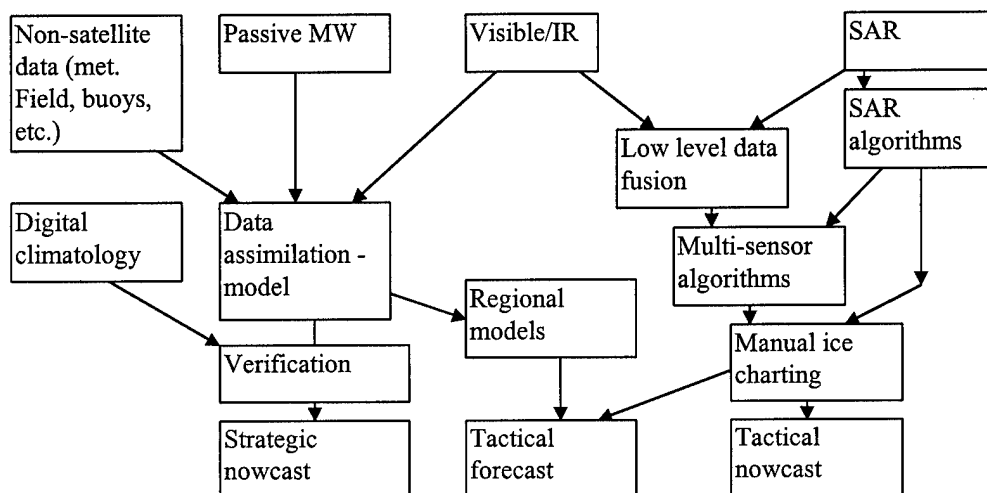 Non-satellite
data (met.
Field, buoys,
etc.)
Passive MW
Visible/IR
SAR
SAR
algorithms
Low level data
fusion
Digital
climatology
Data
assimilation -
model
Multi-sensor
algorithms
Regional
models
Verification
Manual ice
charting
Strategic
nowcast
Tactical
forecast
Tactical
nowcast